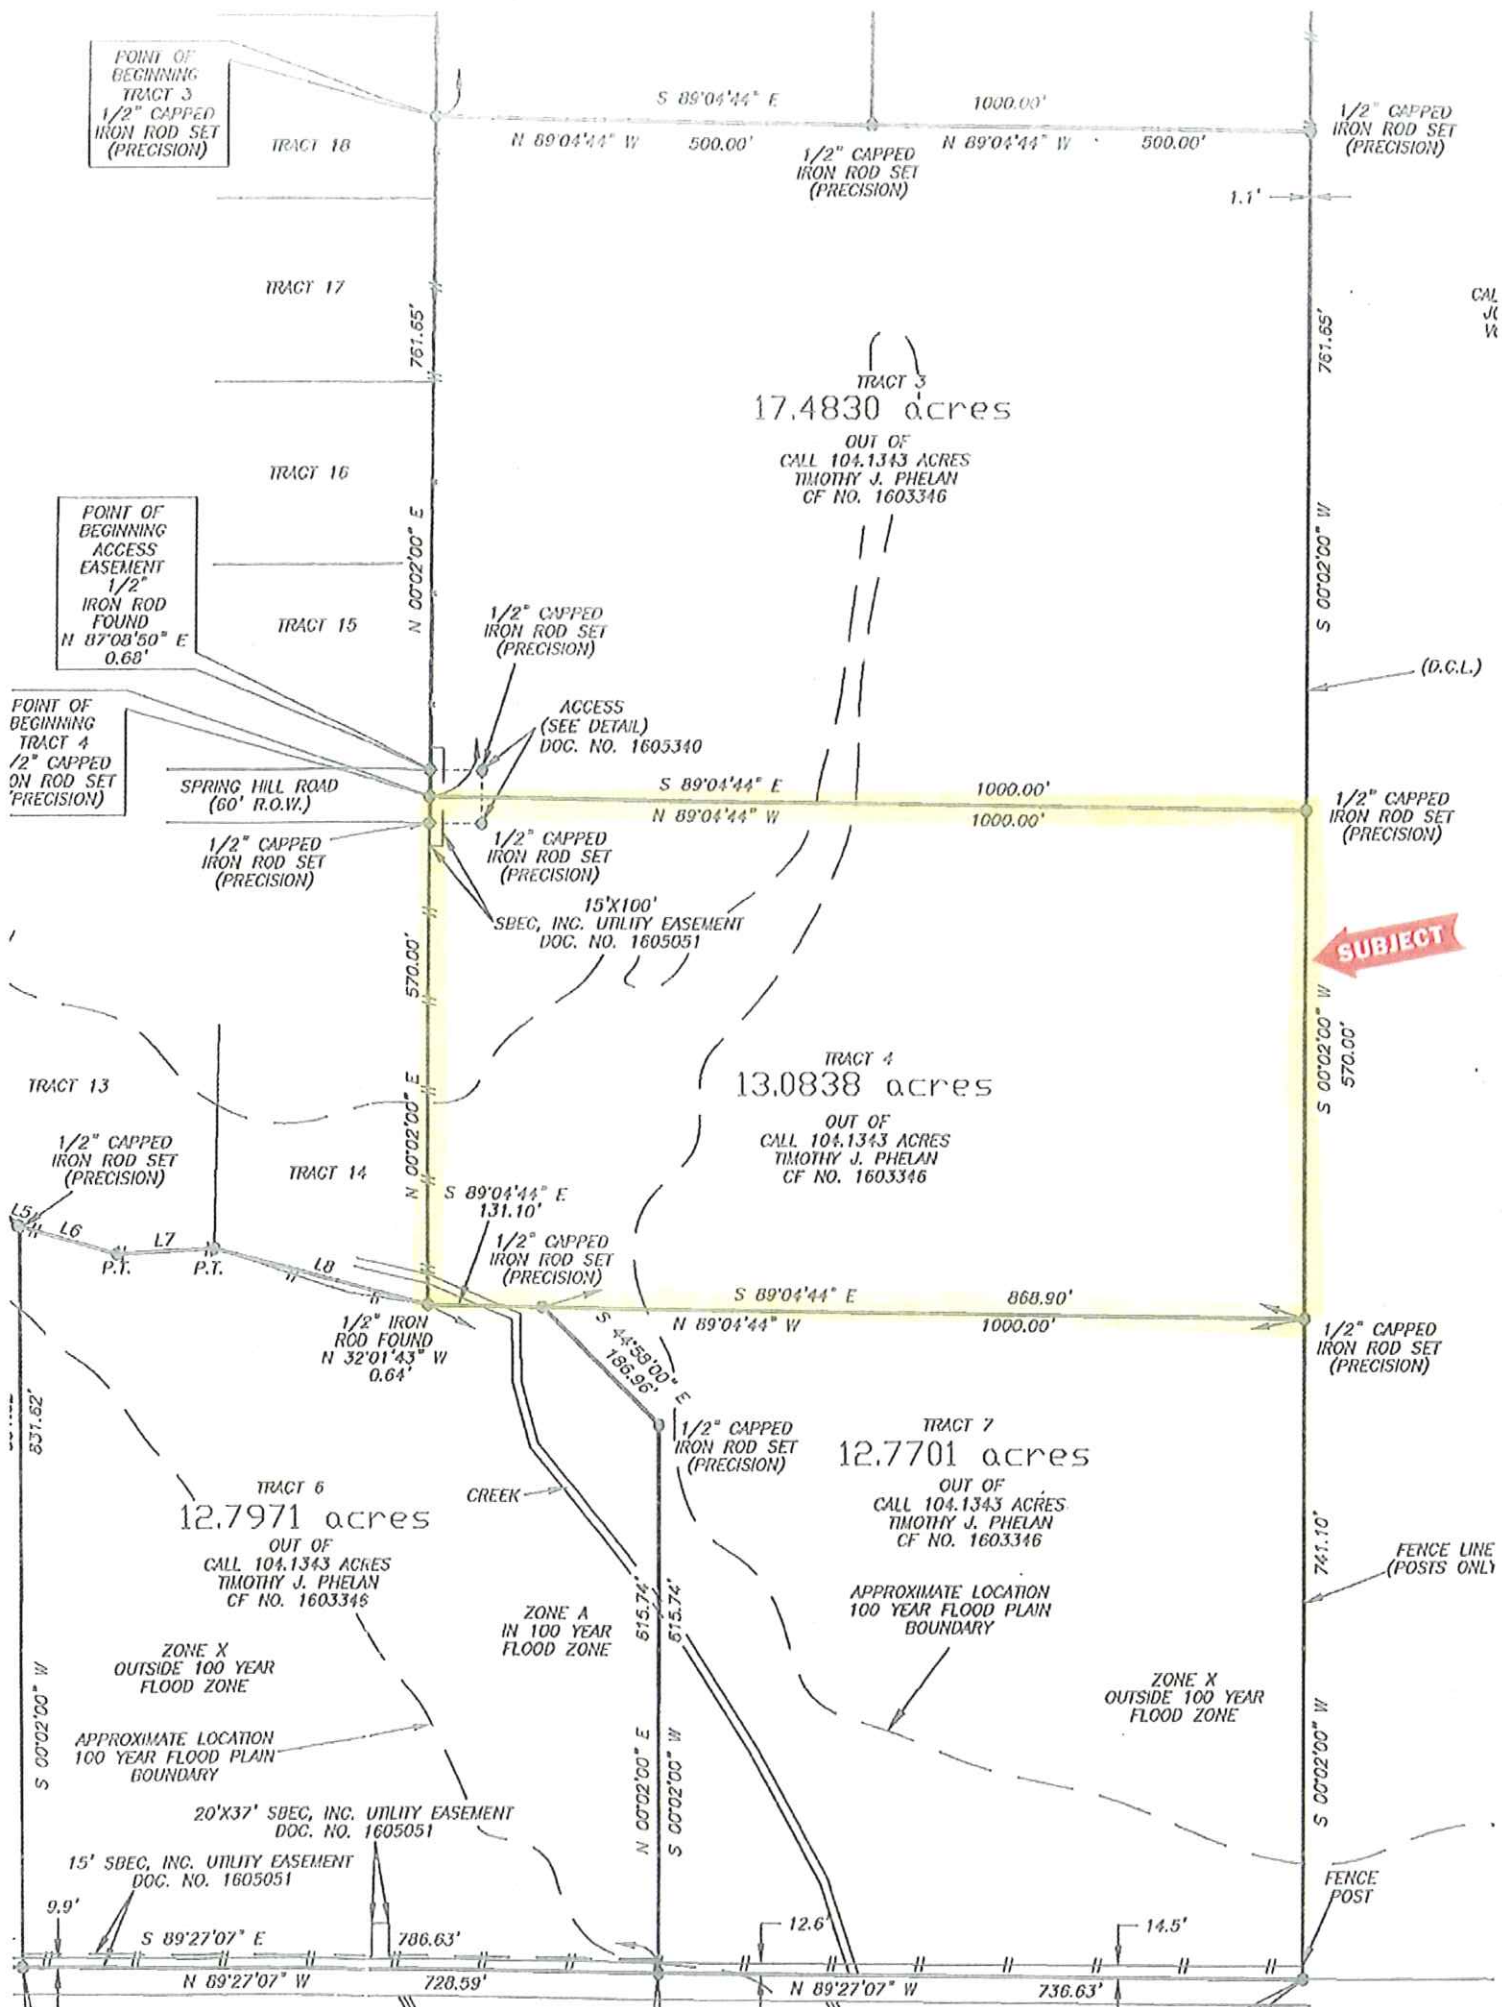 POINT OF
BEGINNING
TRACT 3
1/2" CAPPED
IRON ROD SET
(PRECISION)
TRACT 18
S 89°04'44" E
1000.00'
N 89°04'44" W
500.00'
1/2" CAPPED
IRON ROD SET
(PRECISION)
N 89°04'44" W
500.00'
1/2" CAPPED
IRON ROD SET
(PRECISION)
1.1'
TRACT 17
761.65'
N 00°02'00" E
761.65'
S 00°02'00" W
TRACT 3
17.4830 acres
OUT OF
CALL 104.1343 ACRES
TIMOTHY J. PHELAN
CF NO. 1603346
TRACT 16
POINT OF
BEGINNING
ACCESS
EASEMENT
1/2"
IRON ROD
FOUND
N 87°08'50" E
0.68'
TRACT 15
1/2" CAPPED
IRON ROD SET
(PRECISION)
(D.C.L.)
POINT OF
BEGINNING
TRACT 4
/2" CAPPED
ON ROD SET
PRECISION)
ACCESS
(SEE DETAIL)
DOC. NO. 1605340
SPRING HILL ROAD
(60' R.O.W.)
S 89°04'44" E
1000.00'
N 89°04'44" W
1000.00'
1/2" CAPPED
IRON ROD SET
(PRECISION)
1/2" CAPPED
IRON ROD SET
(PRECISION)
1/2" CAPPED
IRON ROD SET
(PRECISION)
15'X100'
SBEC, INC. UTILITY EASEMENT
DOC. NO. 1605051
SUBJECT
570.00'
N 00°02'00" E
S 00°02'00" W
570.00'
TRACT 4
13.0838 acres
OUT OF
CALL 104.1343 ACRES
TIMOTHY J. PHELAN
CF NO. 1603346
TRACT 13
1/2" CAPPED
IRON ROD SET
(PRECISION)
TRACT 14
S 89°04'44" E
131.10'
1/2" CAPPED
IRON ROD SET
(PRECISION)
L5
L6
L7
L8
P.T.
P.T.
S 89°04'44" E
868.90'
N 89°04'44" W
1000.00'
1/2" IRON
ROD FOUND
N 32°01'43" W
0.64'
1/2" CAPPED
IRON ROD SET
(PRECISION)
S 44°58'00" E
186.96'
831.62'
S 00°02'00" W
1/2" CAPPED
IRON ROD SET
(PRECISION)
TRACT 7
12.7701 acres
OUT OF
CALL 104.1343 ACRES
TIMOTHY J. PHELAN
CF NO. 1603346
TRACT 6
12.7971 acres
OUT OF
CALL 104.1343 ACRES
TIMOTHY J. PHELAN
CF NO. 1603346
CREEK
741.10'
S 00°02'00" W
FENCE LINE
(POSTS ONLY
APPROXIMATE LOCATION
100 YEAR FLOOD PLAIN
BOUNDARY
ZONE A
IN 100 YEAR
FLOOD ZONE
615.74'
615.74'
N 00°02'00" E
S 00°02'00" W
ZONE X
OUTSIDE 100 YEAR
FLOOD ZONE
ZONE X
OUTSIDE 100 YEAR
FLOOD ZONE
APPROXIMATE LOCATION
100 YEAR FLOOD PLAIN
BOUNDARY
20'X37' SBEC, INC. UTILITY EASEMENT
DOC. NO. 1605051
15' SBEC, INC. UTILITY EASEMENT
DOC. NO. 1605051
FENCE
POST
9.9'
S 89°27'07" E
786.63'
12.6'
14.5'
N 89°27'07" W
728.59'
N 89°27'07" W
736.63'